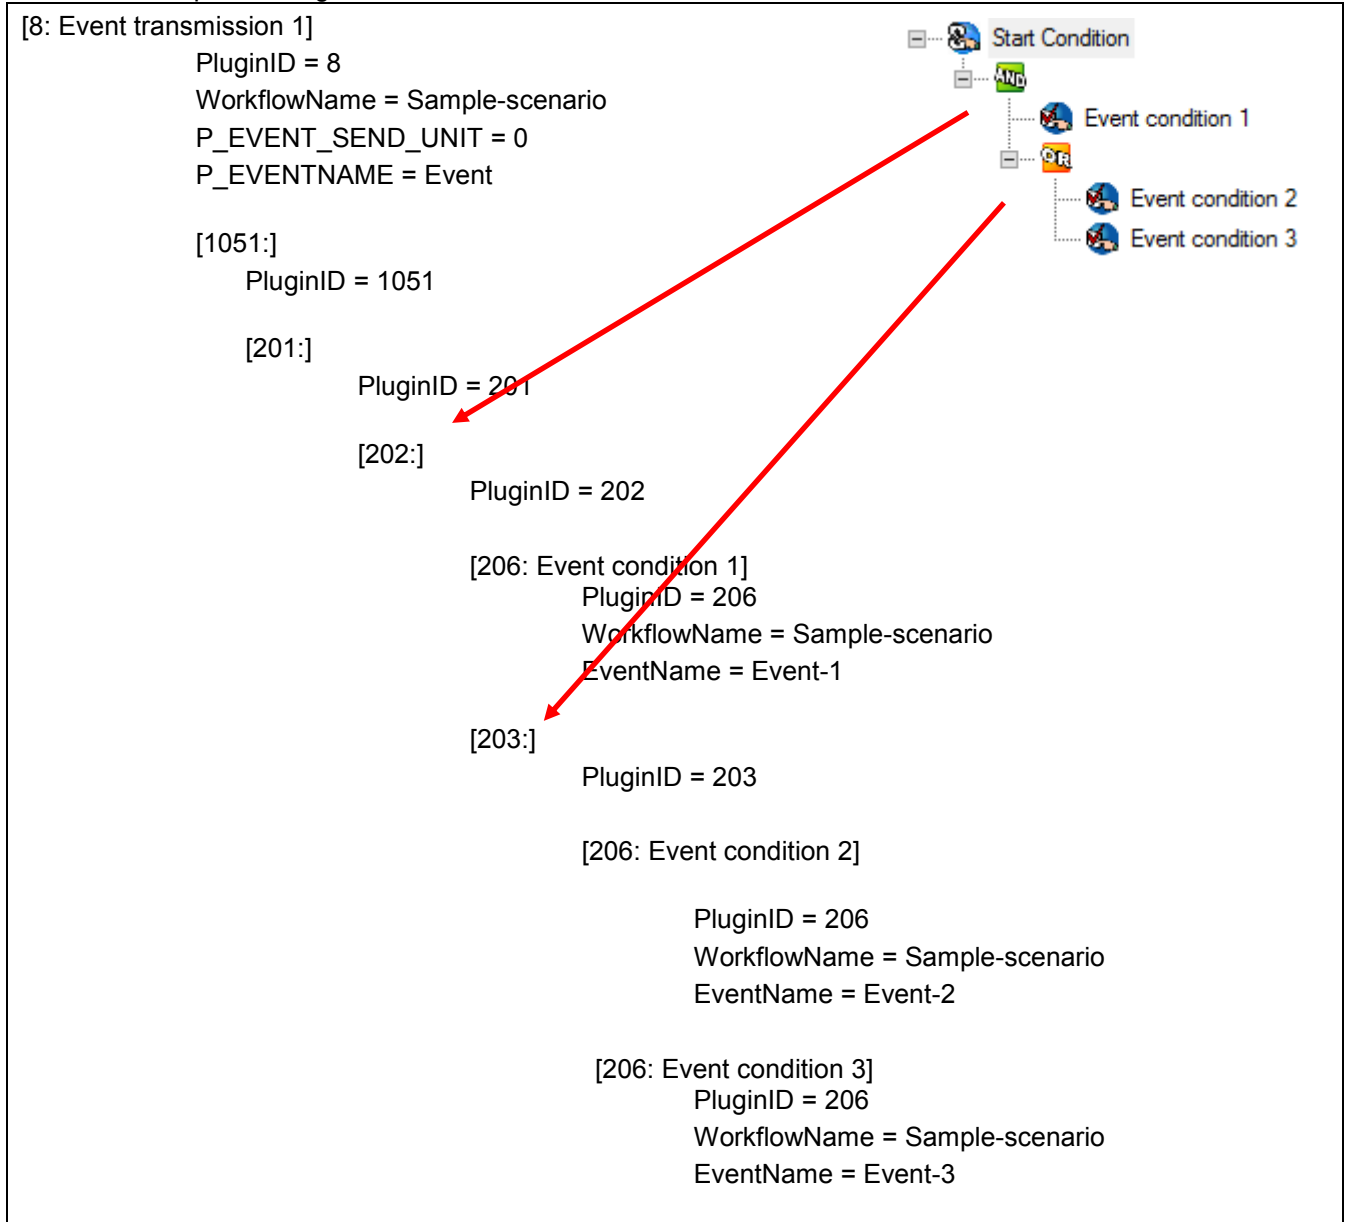 [8: Event transmission 1]
PluginID = 8
WorkflowName = Sample-scenario
P_EVENT_SEND_UNIT = 0
P_EVENTNAME = Event
Start Condition
AND
Event condition 1
OR
Event condition 2
Event condition 3
[1051:]
PluginID = 1051
[201:]
PluginID = 201
[202:]
PluginID = 202
[206: Event condition 1]
PluginID = 206
WorkflowName = Sample-scenario
EventName = Event-1
[203:]
PluginID = 203
[206: Event condition 2]
PluginID = 206
WorkflowName = Sample-scenario
EventName = Event-2
[206: Event condition 3]
PluginID = 206
WorkflowName = Sample-scenario
EventName = Event-3